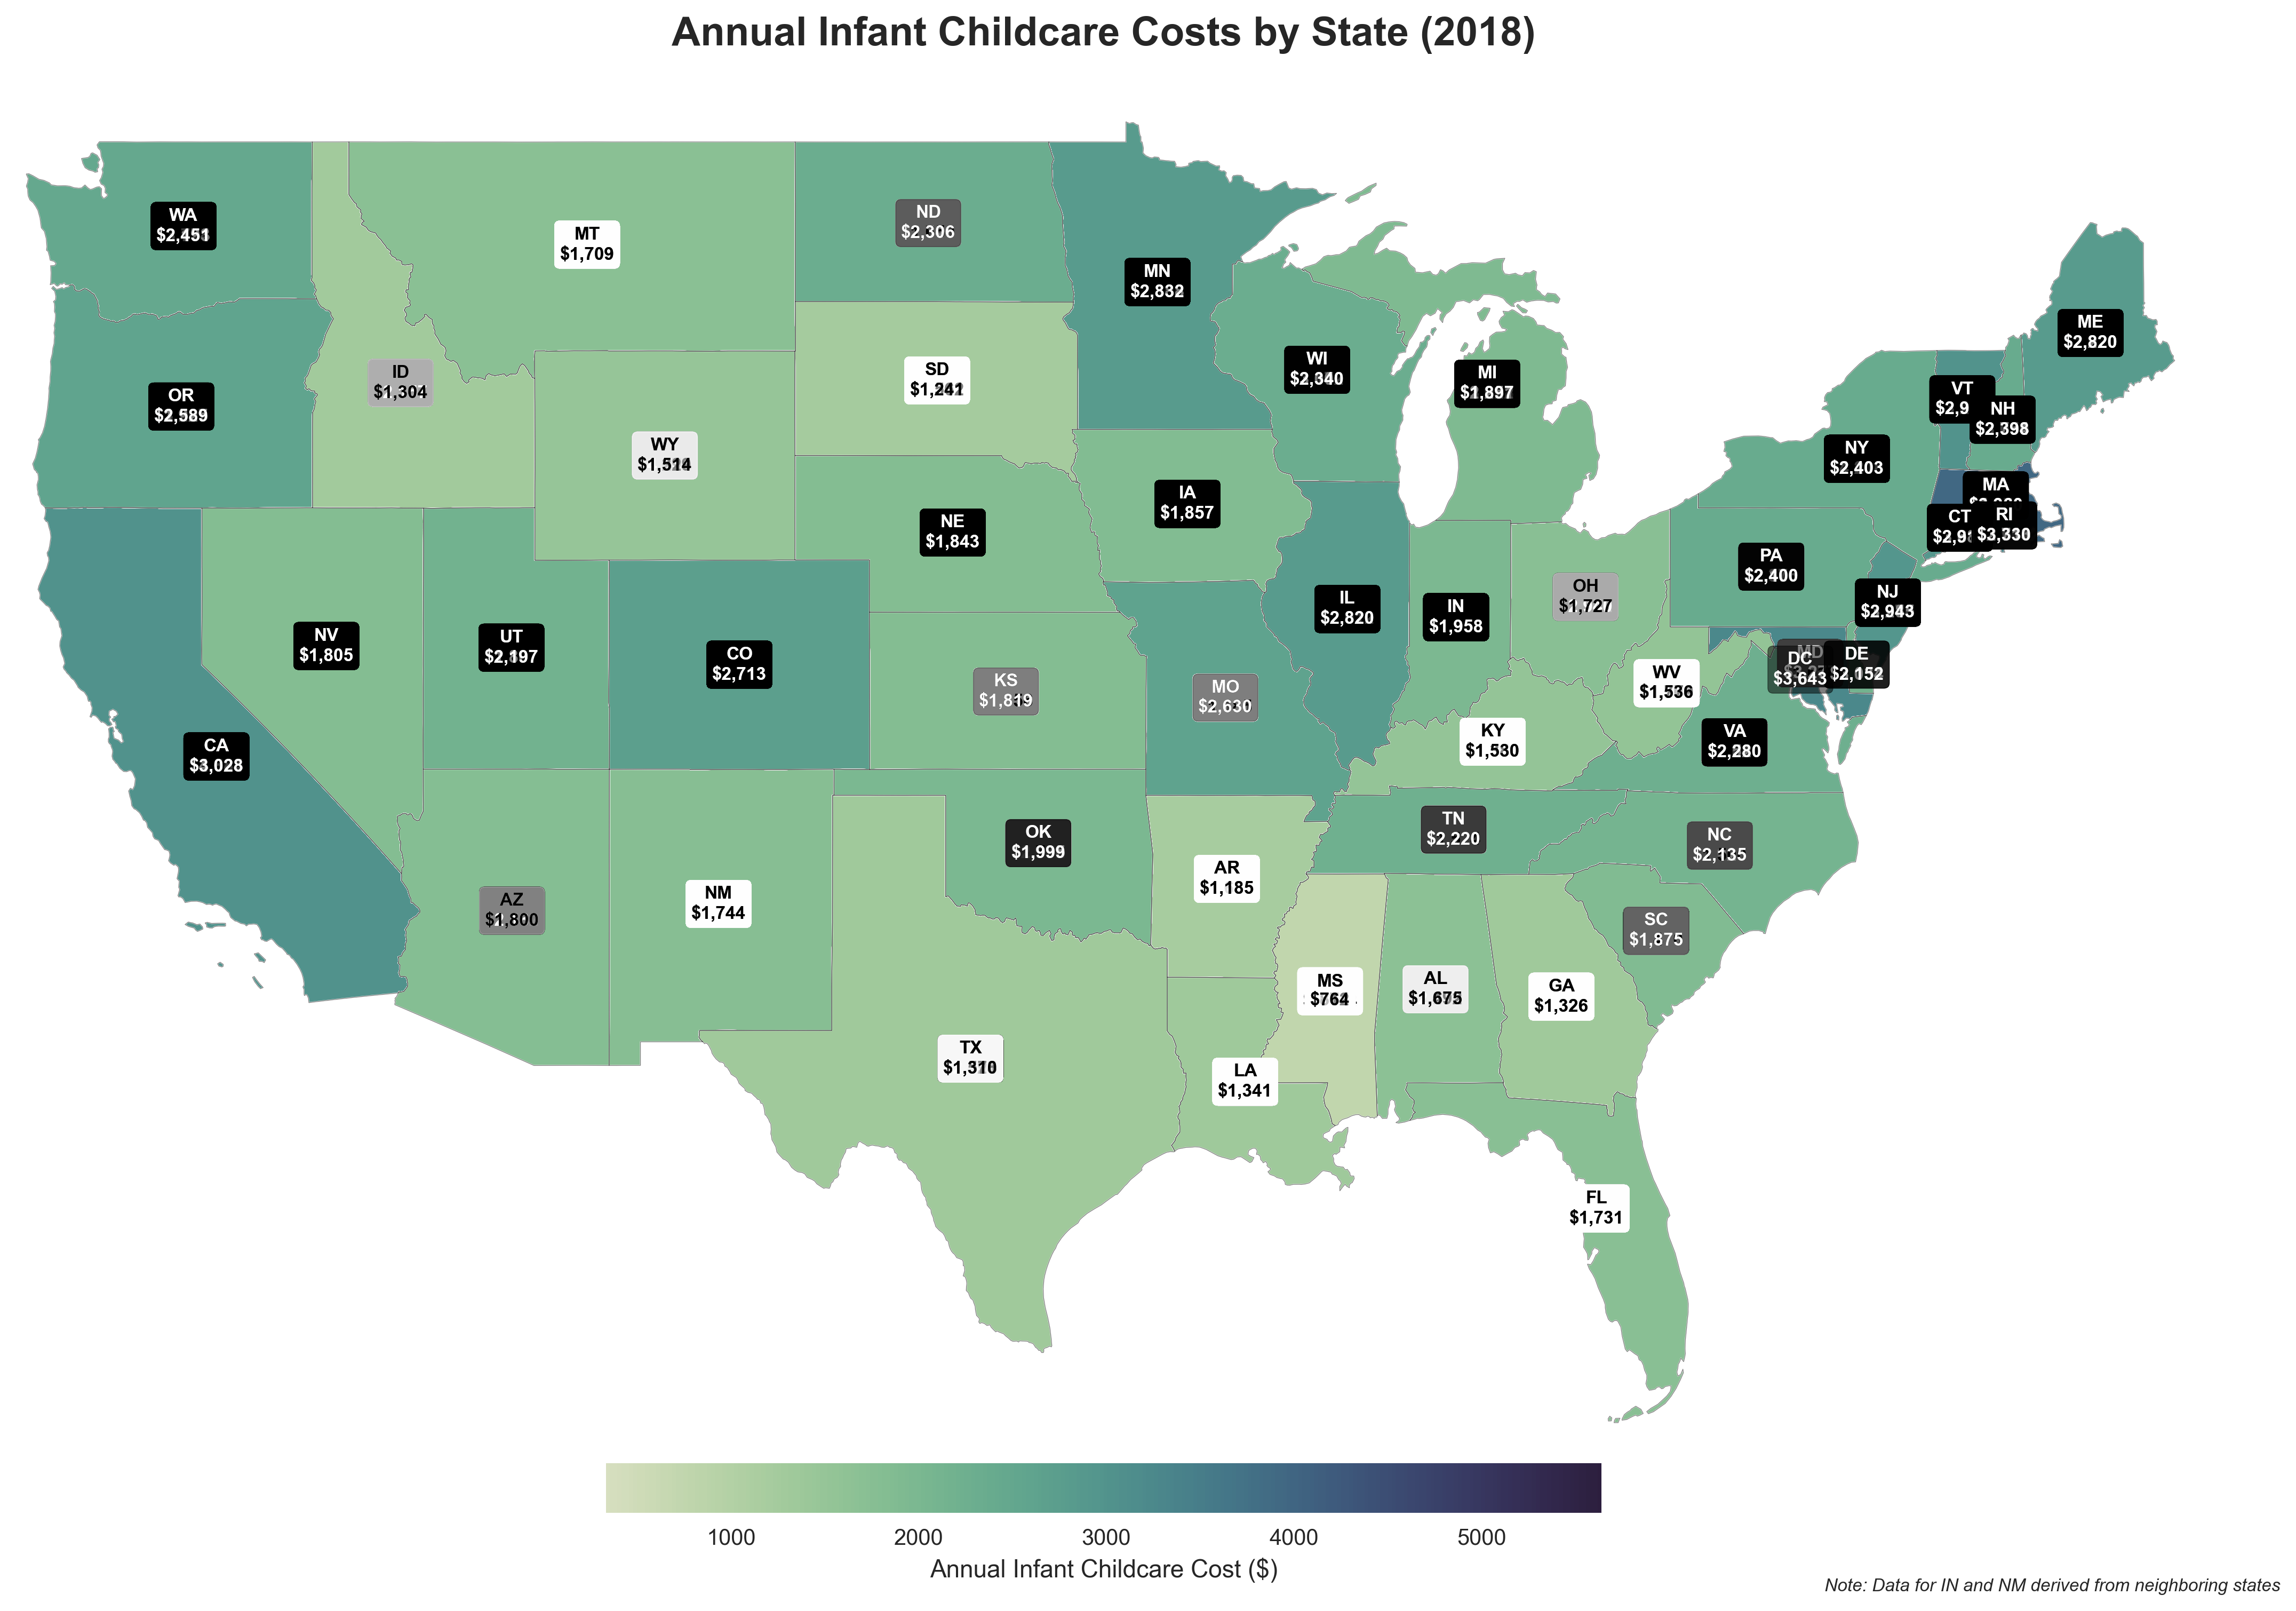 Annual Infant Childcare Costs by State (2018)
WA
$2,451
MT
$1,709
ND
$2,306
MN
$2,832
ME
$2,820
ID
$1,304
SD
$1,241
WI
$2,340
MI
$1,897
OR
$2,589
VT
NH
$2,398
WY
$1,514
NY
$2,403
IA
$1,857
MA
NE
$1,843
CT
RI
$3,330
PA
$2,400
OH
$1,727
IL
$2,820
IN
$1,958
NJ
$2,943
NV
$1,805
UT
$2,197
CO
$2,713
KS
$1,819
MO
$2,630
WV
$1,536
MD
DC
$3,643
DE
$2,152
CA
$3,028
KY
$1,530
VA
$2,280
TN
$2,220
NC
$2,135
OK
$1,999
AR
$1,185
AZ
$1,800
NM
$1,744
SC
$1,875
MS
$764
AL
$1,675
GA
$1,326
TX
$1,310
LA
$1,341
FL
$1,731
1000 2000 3000 4000 5000
Annual Infant Childcare Cost ($)
Note: Data for IN and NM derived from neighboring states